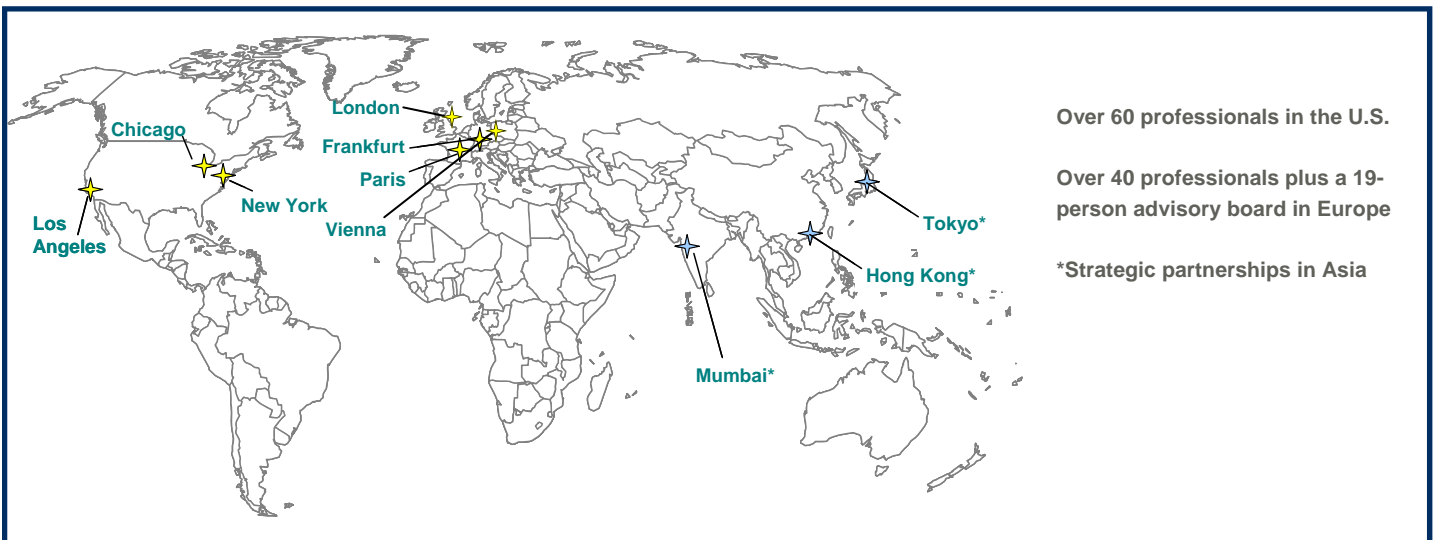 London
Chicago
Frankfurt
Paris
New York
Vienna
Los
Angeles
Tokyo*
Hong Kong*
Mumbai*
Over 60 professionals in the U.S.
Over 40 professionals plus a 19-
person advisory board in Europe
*Strategic partnerships in Asia